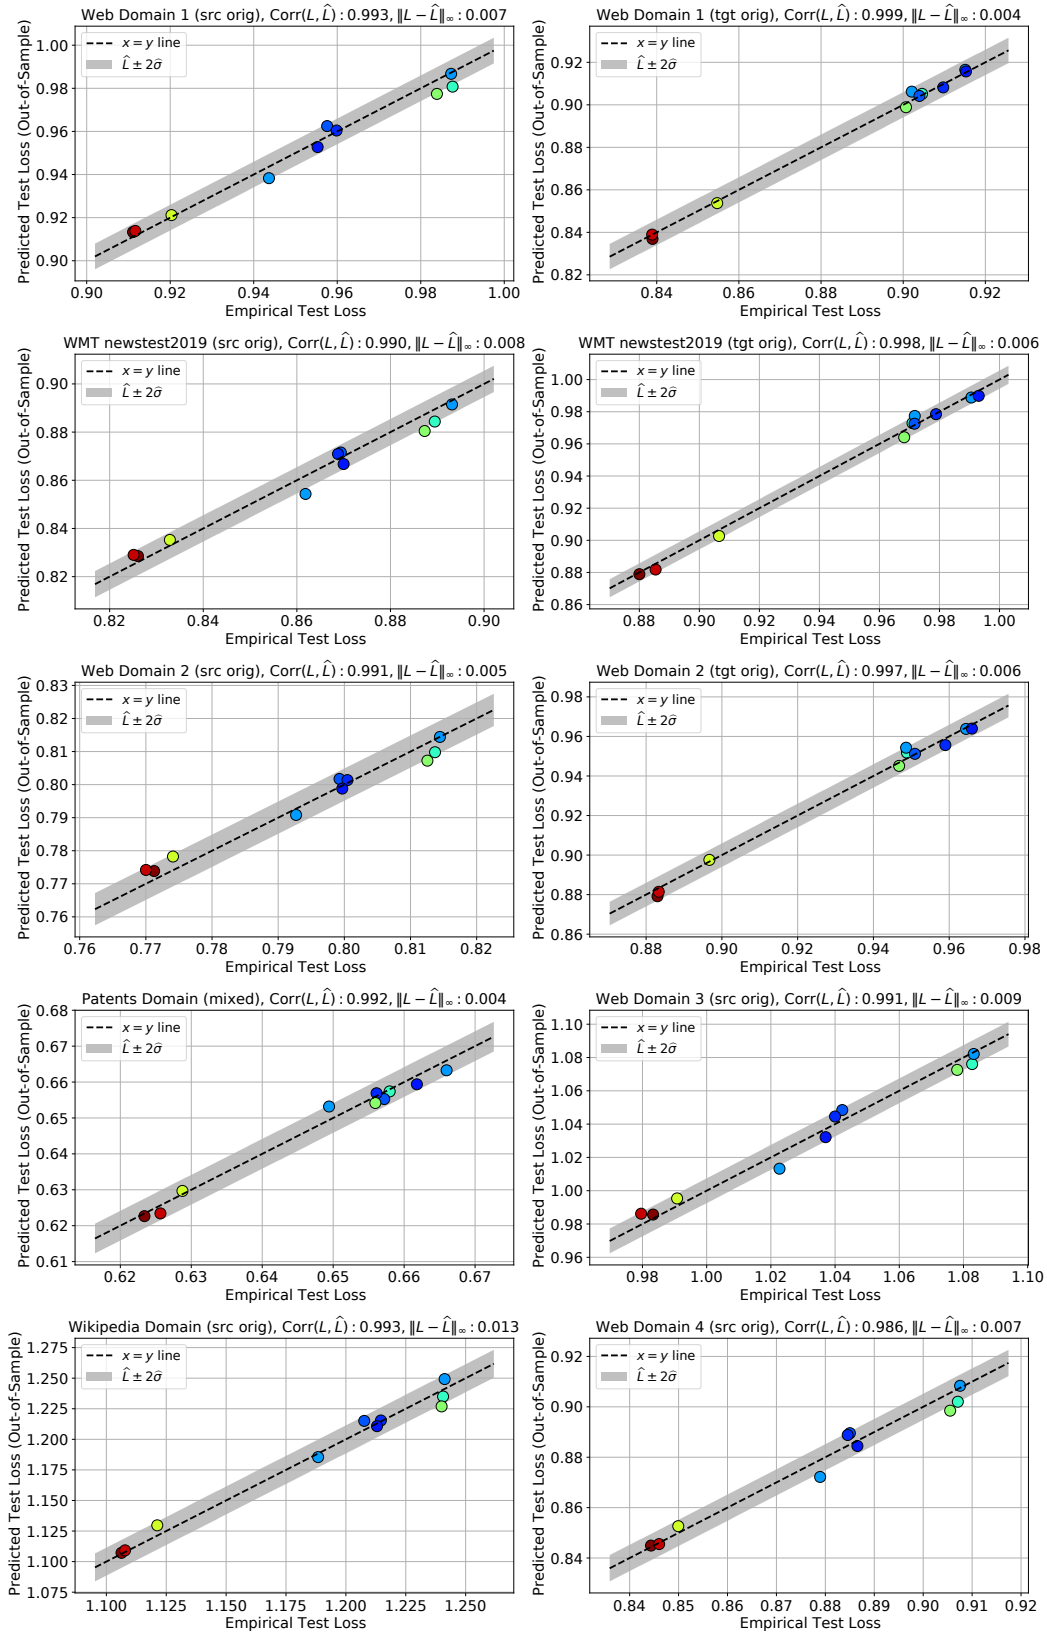 Web Domain 1 (src orig), Corr(L, L̂) : 0.993, ‖L − L̂‖∞ : 0.007
x = y line
L̂ ± 2σ̂
Predicted Test Loss (Out-of-Sample)
1.00
0.98
0.96
0.94
0.92
0.90
0.90 0.92 0.94 0.96 0.98 1.00
Empirical Test Loss
Web Domain 1 (tgt orig), Corr(L, L̂) : 0.999, ‖L − L̂‖∞ : 0.004
x = y line
L̂ ± 2σ̂
Predicted Test Loss (Out-of-Sample)
0.92
0.90
0.88
0.86
0.84
0.82
0.84 0.86 0.88 0.90 0.92
Empirical Test Loss
WMT newstest2019 (src orig), Corr(L, L̂) : 0.990, ‖L − L̂‖∞ : 0.008
x = y line
L̂ ± 2σ̂
Predicted Test Loss (Out-of-Sample)
0.90
0.88
0.86
0.84
0.82
0.82 0.84 0.86 0.88 0.90
Empirical Test Loss
WMT newstest2019 (tgt orig), Corr(L, L̂) : 0.998, ‖L − L̂‖∞ : 0.006
x = y line
L̂ ± 2σ̂
Predicted Test Loss (Out-of-Sample)
1.00
0.98
0.96
0.94
0.92
0.90
0.88
0.86
0.88 0.90 0.92 0.94 0.96 0.98 1.00
Empirical Test Loss
Web Domain 2 (src orig), Corr(L, L̂) : 0.991, ‖L − L̂‖∞ : 0.005
x = y line
L̂ ± 2σ̂
Predicted Test Loss (Out-of-Sample)
0.83
0.82
0.81
0.80
0.79
0.78
0.77
0.76
0.76 0.77 0.78 0.79 0.80 0.81 0.82
Empirical Test Loss
Web Domain 2 (tgt orig), Corr(L, L̂) : 0.997, ‖L − L̂‖∞ : 0.006
x = y line
L̂ ± 2σ̂
Predicted Test Loss (Out-of-Sample)
0.98
0.96
0.94
0.92
0.90
0.88
0.86
0.88 0.90 0.92 0.94 0.96 0.98
Empirical Test Loss
Patents Domain (mixed), Corr(L, L̂) : 0.992, ‖L − L̂‖∞ : 0.004
x = y line
L̂ ± 2σ̂
Predicted Test Loss (Out-of-Sample)
0.68
0.67
0.66
0.65
0.64
0.63
0.62
0.61
0.62 0.63 0.64 0.65 0.66 0.67
Empirical Test Loss
Web Domain 3 (src orig), Corr(L, L̂) : 0.991, ‖L − L̂‖∞ : 0.009
x = y line
L̂ ± 2σ̂
Predicted Test Loss (Out-of-Sample)
1.10
1.08
1.06
1.04
1.02
1.00
0.98
0.96
0.98 1.00 1.02 1.04 1.06 1.08 1.10
Empirical Test Loss
Wikipedia Domain (src orig), Corr(L, L̂) : 0.993, ‖L − L̂‖∞ : 0.013
x = y line
L̂ ± 2σ̂
Predicted Test Loss (Out-of-Sample)
1.275
1.250
1.225
1.200
1.175
1.150
1.125
1.100
1.075
1.100 1.125 1.150 1.175 1.200 1.225 1.250
Empirical Test Loss
Web Domain 4 (src orig), Corr(L, L̂) : 0.986, ‖L − L̂‖∞ : 0.007
x = y line
L̂ ± 2σ̂
Predicted Test Loss (Out-of-Sample)
0.92
0.90
0.88
0.86
0.84
0.84 0.85 0.86 0.87 0.88 0.89 0.90 0.91 0.92
Empirical Test Loss